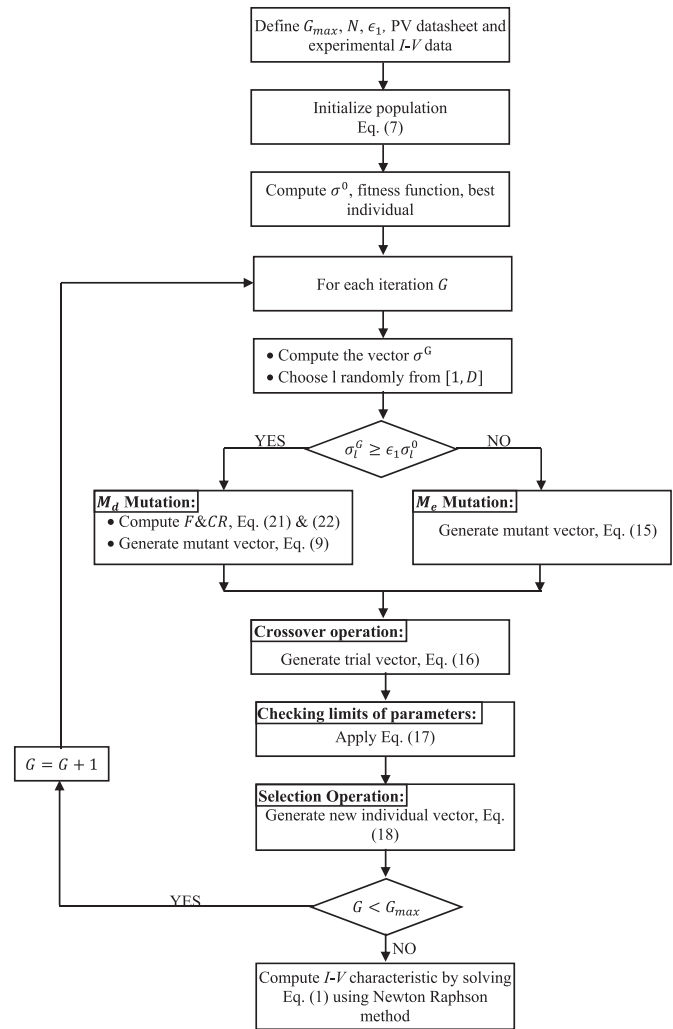 Define G_max, N, ϵ₁, PV datasheet and
experimental I-V data
Initialize population
Eq. (7)
Compute σ⁰, fitness function, best
individual
For each iteration G
• Compute the vector σ^G
• Choose l randomly from [1, D]
YES
σ_l^G ≥ ϵ₁σ_l^0
NO
M_d Mutation:
• Compute F&CR, Eq. (21) & (22)
• Generate mutant vector, Eq. (9)
M_e Mutation:
Generate mutant vector, Eq. (15)
Crossover operation:
Generate trial vector, Eq. (16)
Checking limits of parameters:
Apply Eq. (17)
G = G + 1
Selection Operation:
Generate new individual vector, Eq.
(18)
YES
G < G_max
NO
Compute I-V characteristic by solving
Eq. (1) using Newton Raphson
method